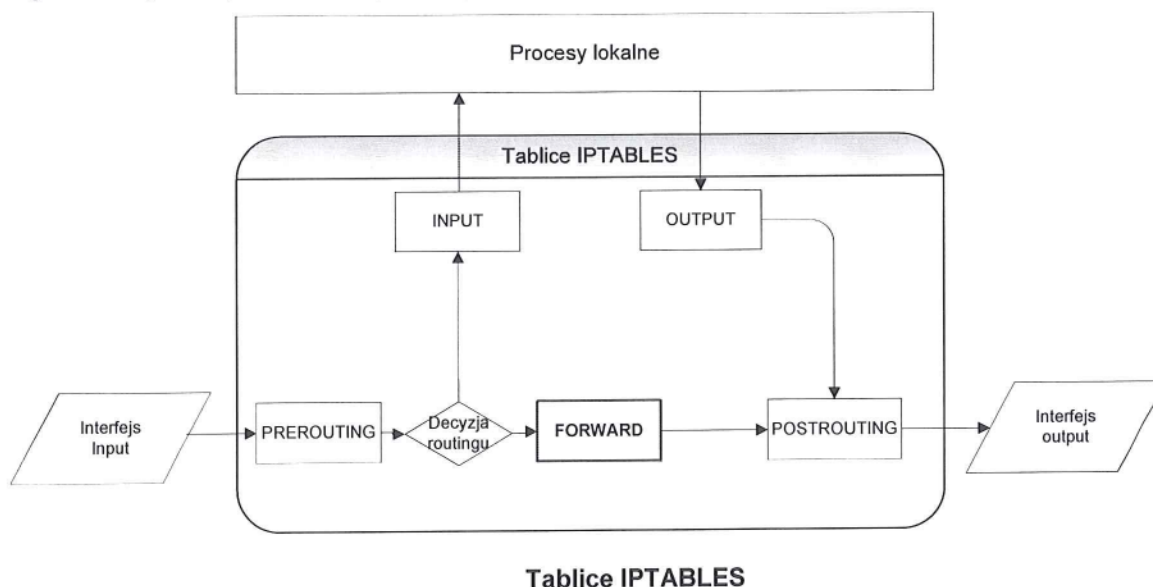 Procesy lokalne
Tablice IPTABLES
INPUT
OUTPUT
Interfejs
Input
PREROUTING
Decyzja
routingu
FORWARD
POSTROUTING
Interfejs
output
Tablice IPTABLES